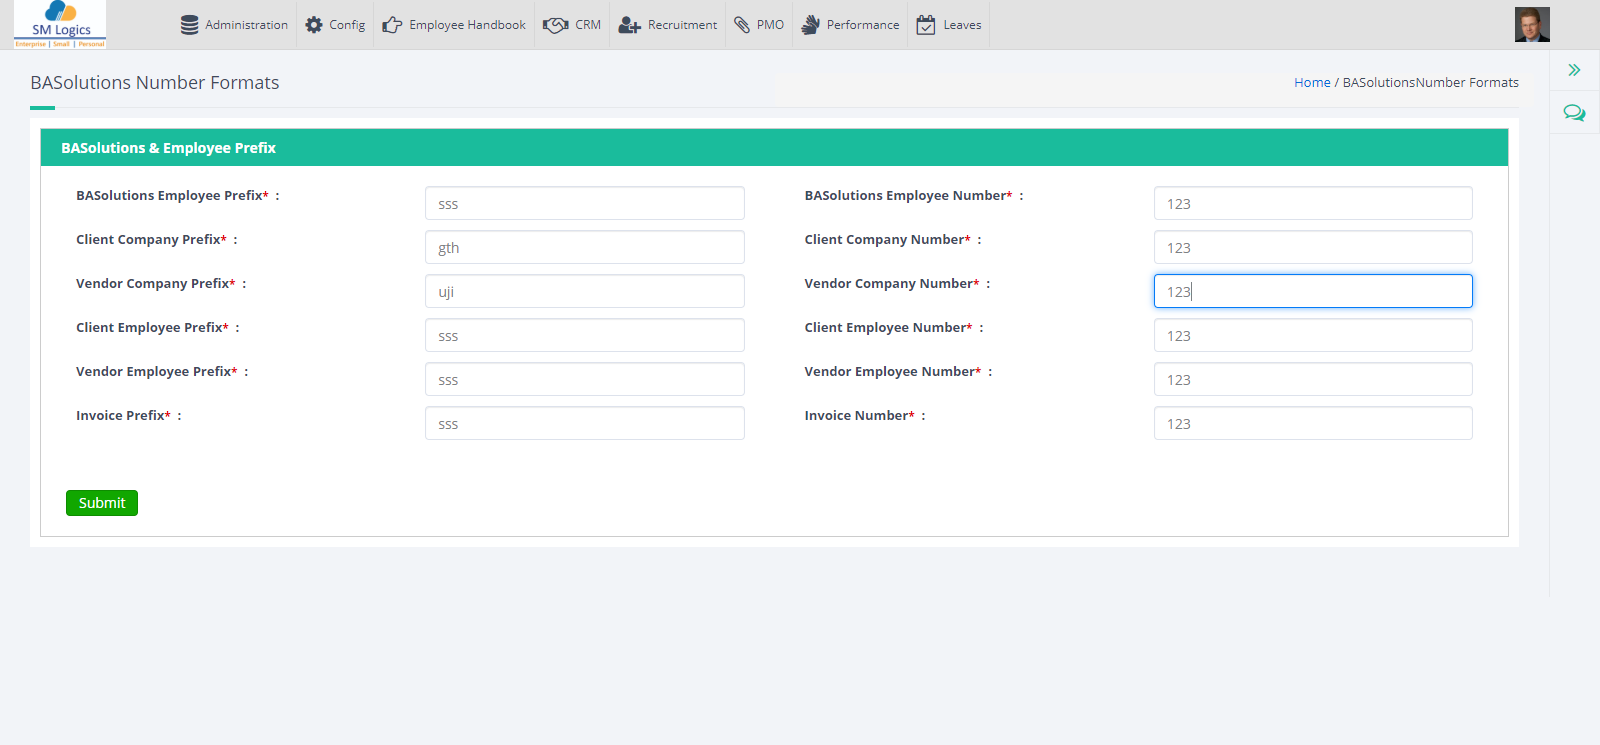 SM Logics
Enterprise | Small | Personal
Administration Config Employee Handbook CRM Recruitment PMO Performance Leaves
BASolutions Number Formats
Home / BASolutionsNumber Formats
BASolutions & Employee Prefix
BASolutions Employee Prefix* : sss BASolutions Employee Number* : 123
Client Company Prefix* : gth Client Company Number* : 123
Vendor Company Prefix* : uji Vendor Company Number* : 123
Client Employee Prefix* : sss Client Employee Number* : 123
Vendor Employee Prefix* : sss Vendor Employee Number* : 123
Invoice Prefix* : sss Invoice Number* : 123
Submit